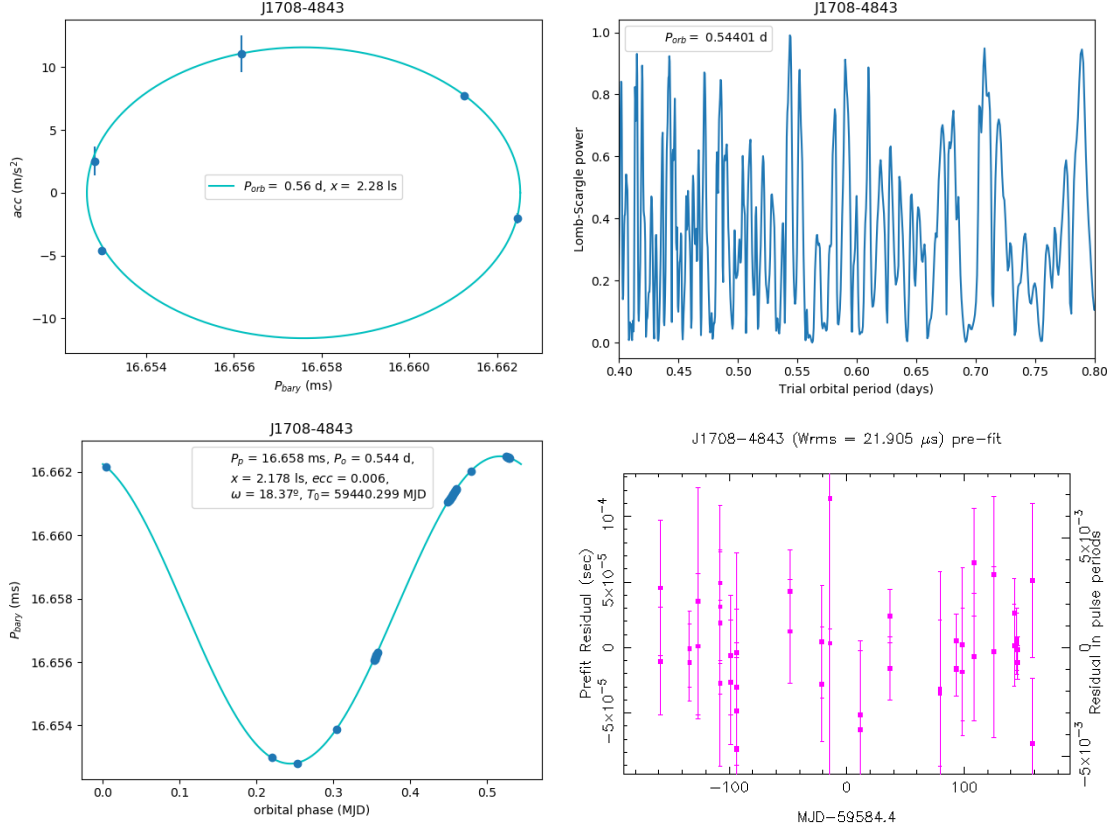 J1708-4843
acc (m/s²)
10
5
0
−5
−10
P_orb = 0.56 d, x = 2.28 ls
16.654 16.656 16.658 16.660 16.662
P_bary (ms)
J1708-4843
Lomb-Scargle power
1.0
0.8
0.6
0.4
0.2
0.0
P_orb = 0.54401 d
0.40 0.45 0.50 0.55 0.60 0.65 0.70 0.75 0.80
Trial orbital period (days)
J1708-4843
P_bary (ms)
16.662
16.660
16.658
16.656
16.654
P_p = 16.658 ms, P_o = 0.544 d,
x = 2.178 ls, ecc = 0.006,
ω = 18.37º, T_0= 59440.299 MJD
0.0 0.1 0.2 0.3 0.4 0.5
orbital phase (MJD)
J1708-4843 (Wrms = 21.905 μs) pre-fit
Prefit Residual (sec)
10⁻⁴
5×10⁻⁵
0
−5×10⁻⁵
5×10⁻³
0
−5×10⁻³
Residual in pulse periods
−100 0 100
MJD-59584.4